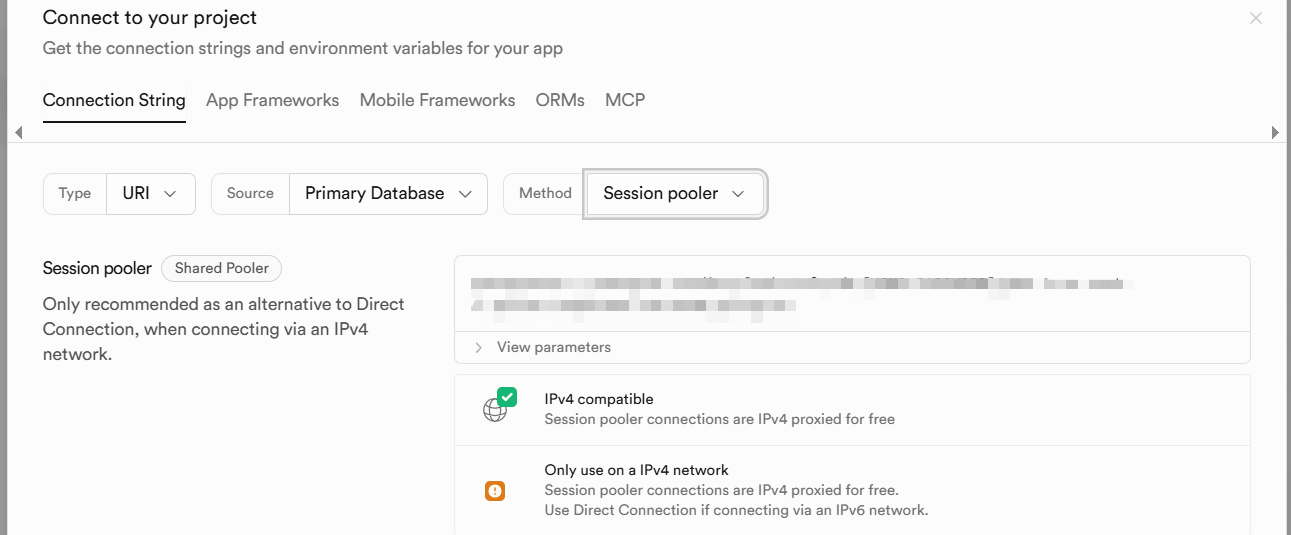 Connect to your project
Get the connection strings and environment variables for your app
Connection String App Frameworks Mobile Frameworks ORMs MCP
Type URI Source Primary Database Method Session pooler
Session pooler Shared Pooler
Only recommended as an alternative to Direct
Connection, when connecting via an IPv4
network.
View parameters
IPv4 compatible
Session pooler connections are IPv4 proxied for free
Only use on a IPv4 network
Session pooler connections are IPv4 proxied for free.
Use Direct Connection if connecting via an IPv6 network.